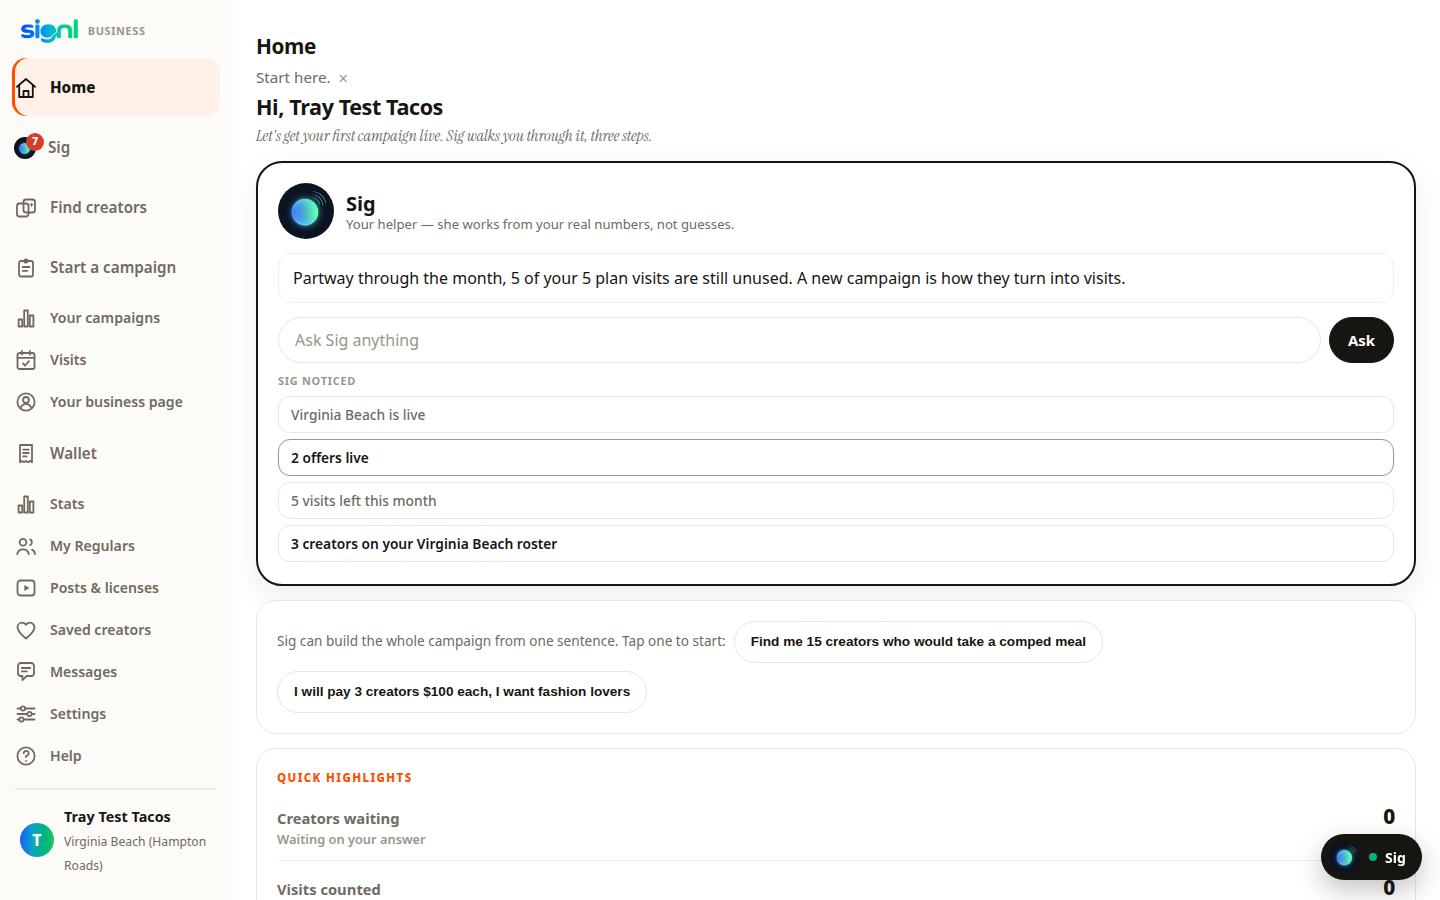 signl BUSINESS
Home
7
Sig
Find creators
Start a campaign
Your campaigns
Visits
Your business page
Wallet
Stats
My Regulars
Posts & licenses
Saved creators
Messages
Settings
Help
T
Tray Test Tacos
Virginia Beach (Hampton
Roads)
Home
Start here. ×
Hi, Tray Test Tacos
Let's get your first campaign live. Sig walks you through it, three steps.
Sig
Your helper — she works from your real numbers, not guesses.
Partway through the month, 5 of your 5 plan visits are still unused. A new campaign is how they turn into visits.
Ask Sig anything
Ask
SIG NOTICED
Virginia Beach is live
2 offers live
5 visits left this month
3 creators on your Virginia Beach roster
Sig can build the whole campaign from one sentence. Tap one to start: Find me 15 creators who would take a comped meal
I will pay 3 creators $100 each, I want fashion lovers
QUICK HIGHLIGHTS
Creators waiting 0
Waiting on your answer
Sig
Visits counted 0